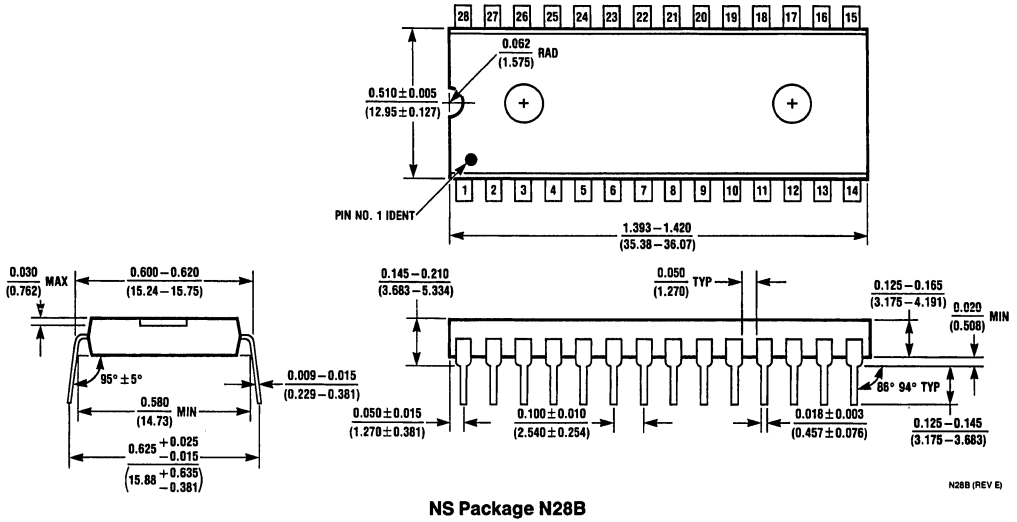 28 27 26 25 24 23 22 21 20 19 18 17 16 15
0.062
(1.575)
RAD
0.510 ± 0.005
(12.95 ± 0.127)
1 2 3 4 5 6 7 8 9 10 11 12 13 14
PIN NO. 1 IDENT
1.393 – 1.420
(35.38 – 36.07)
0.030
(0.762)
MAX
0.600 – 0.620
(15.24 – 15.75)
0.145 – 0.210
(3.683 – 5.334)
0.050
(1.270)
TYP
0.125 – 0.165
(3.175 – 4.191)
0.020
(0.508)
MIN
95° ± 5°
0.009 – 0.015
(0.229 – 0.381)
86° 94° TYP
0.580
(14.73)
MIN
0.050 ± 0.015
(1.270 ± 0.381)
0.100 ± 0.010
(2.540 ± 0.254)
0.018 ± 0.003
(0.457 ± 0.076)
0.125 – 0.145
(3.175 – 3.683)
0.625 +0.025
–0.015
(15.88 +0.635
–0.381)
N28B (REV E)
NS Package N28B